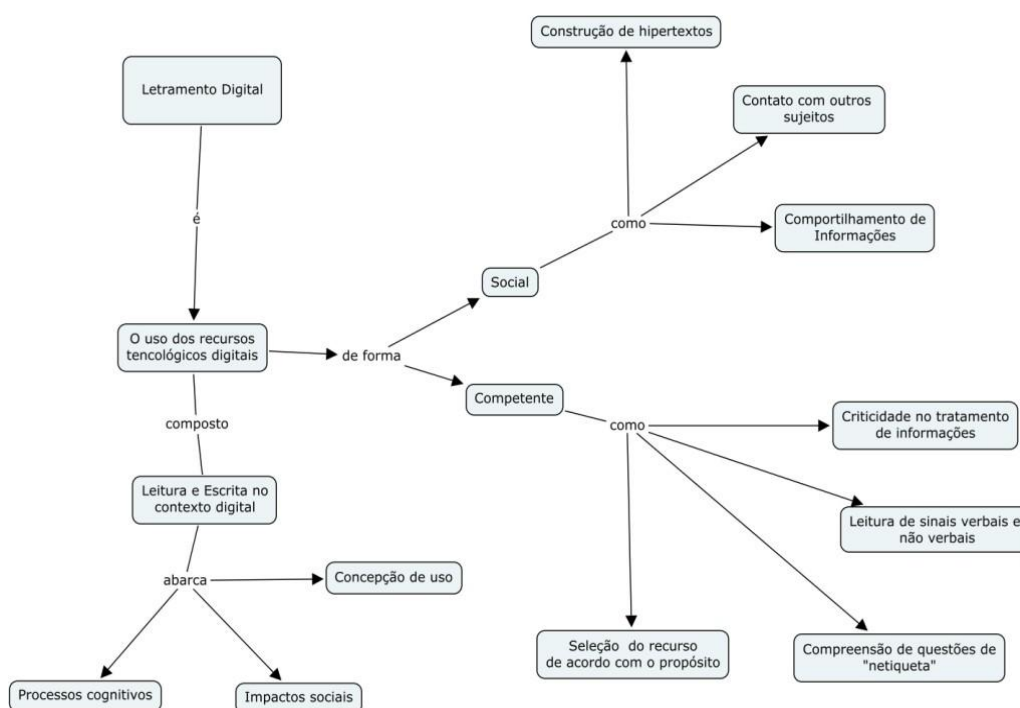 Construção de hipertextos
Letramento Digital
Contato com outros
sujeitos
é
como
Comportilhamento de
Informações
Social
O uso dos recursos
tencológicos digitais
de forma
Competente
composto
como
Criticidade no tratamento
de informações
Leitura e Escrita no
contexto digital
Leitura de sinais verbais e
não verbais
abarca
Concepção de uso
Seleção do recurso
de acordo com o propósito
Compreensão de questões de
"netiqueta"
Processos cognitivos
Impactos sociais